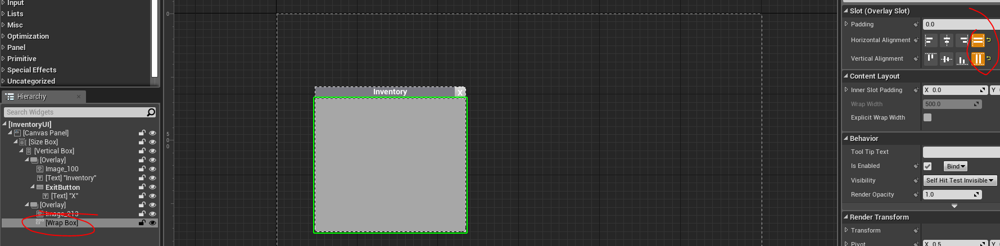 Input
Lists
Misc
Optimization
Panel
Primitive
Special Effects
Uncategorized
Hierarchy ×
Search Widgets
[InventoryUI]
[Canvas Panel]
[Size Box]
[Vertical Box]
[Overlay]
Image_100
[Text] "Inventory"
ExitButton
[Text] "X"
[Overlay]
Image_213
[Wrap Box]
0
5
0
0
Inventory X
Slot (Overlay Slot)
Padding 0.0
Horizontal Alignment
Vertical Alignment
Content Layout
Inner Slot Padding X 0.0 Y
Wrap Width 500.0
Explicit Wrap Width
Behavior
Tool Tip Text
Is Enabled Bind
Visibility Self Hit Test Invisible
Render Opacity 1.0
Render Transform
Transform
Pivot X 0.5 Y